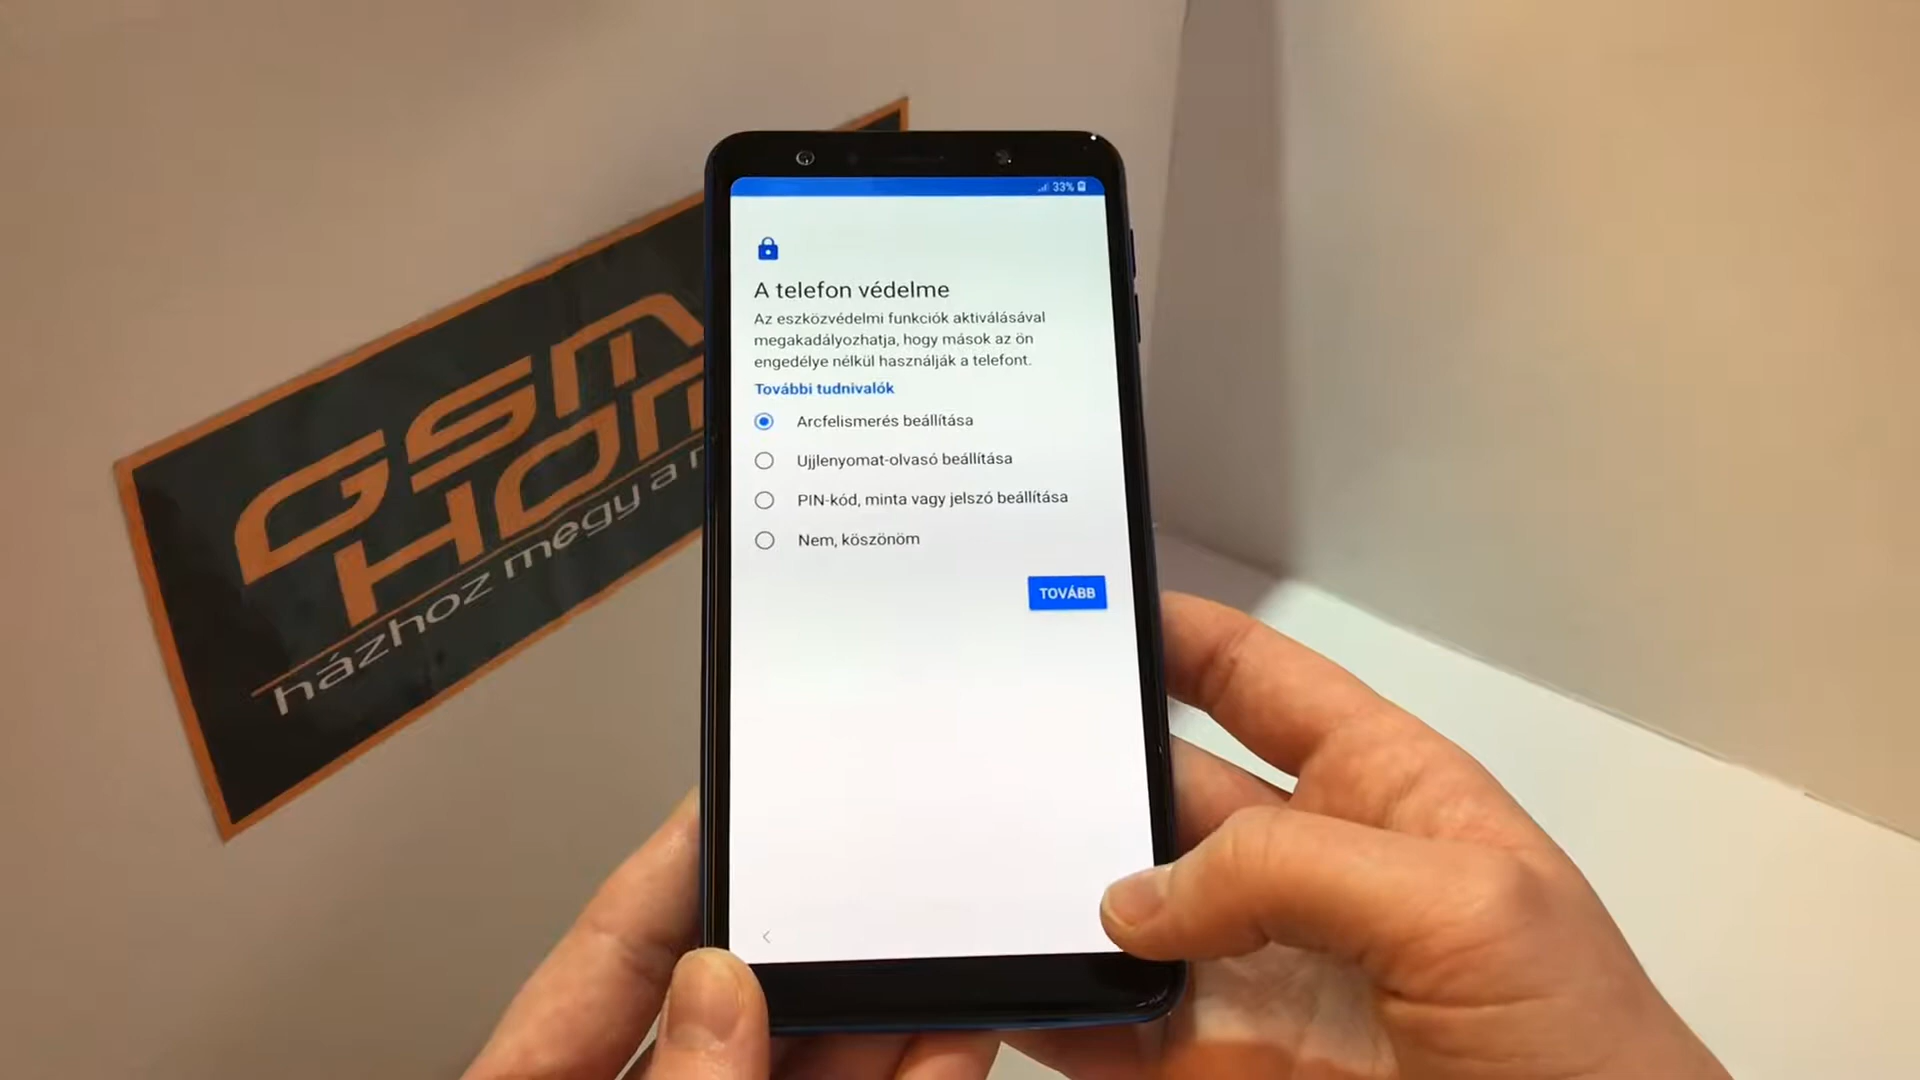 33%
A telefon védelme
Az eszközvédelmi funkciók aktiválásával
megakadályozhatja, hogy mások az ön
engedélye nélkül használják a telefont.
További tudnivalók
Arcfelismerés beállítása
Ujjlenyomat-olvasó beállítása
PIN-kód, minta vagy jelszó beállítása
Nem, köszönöm
TOVÁBB
GSM
házhoz megy a